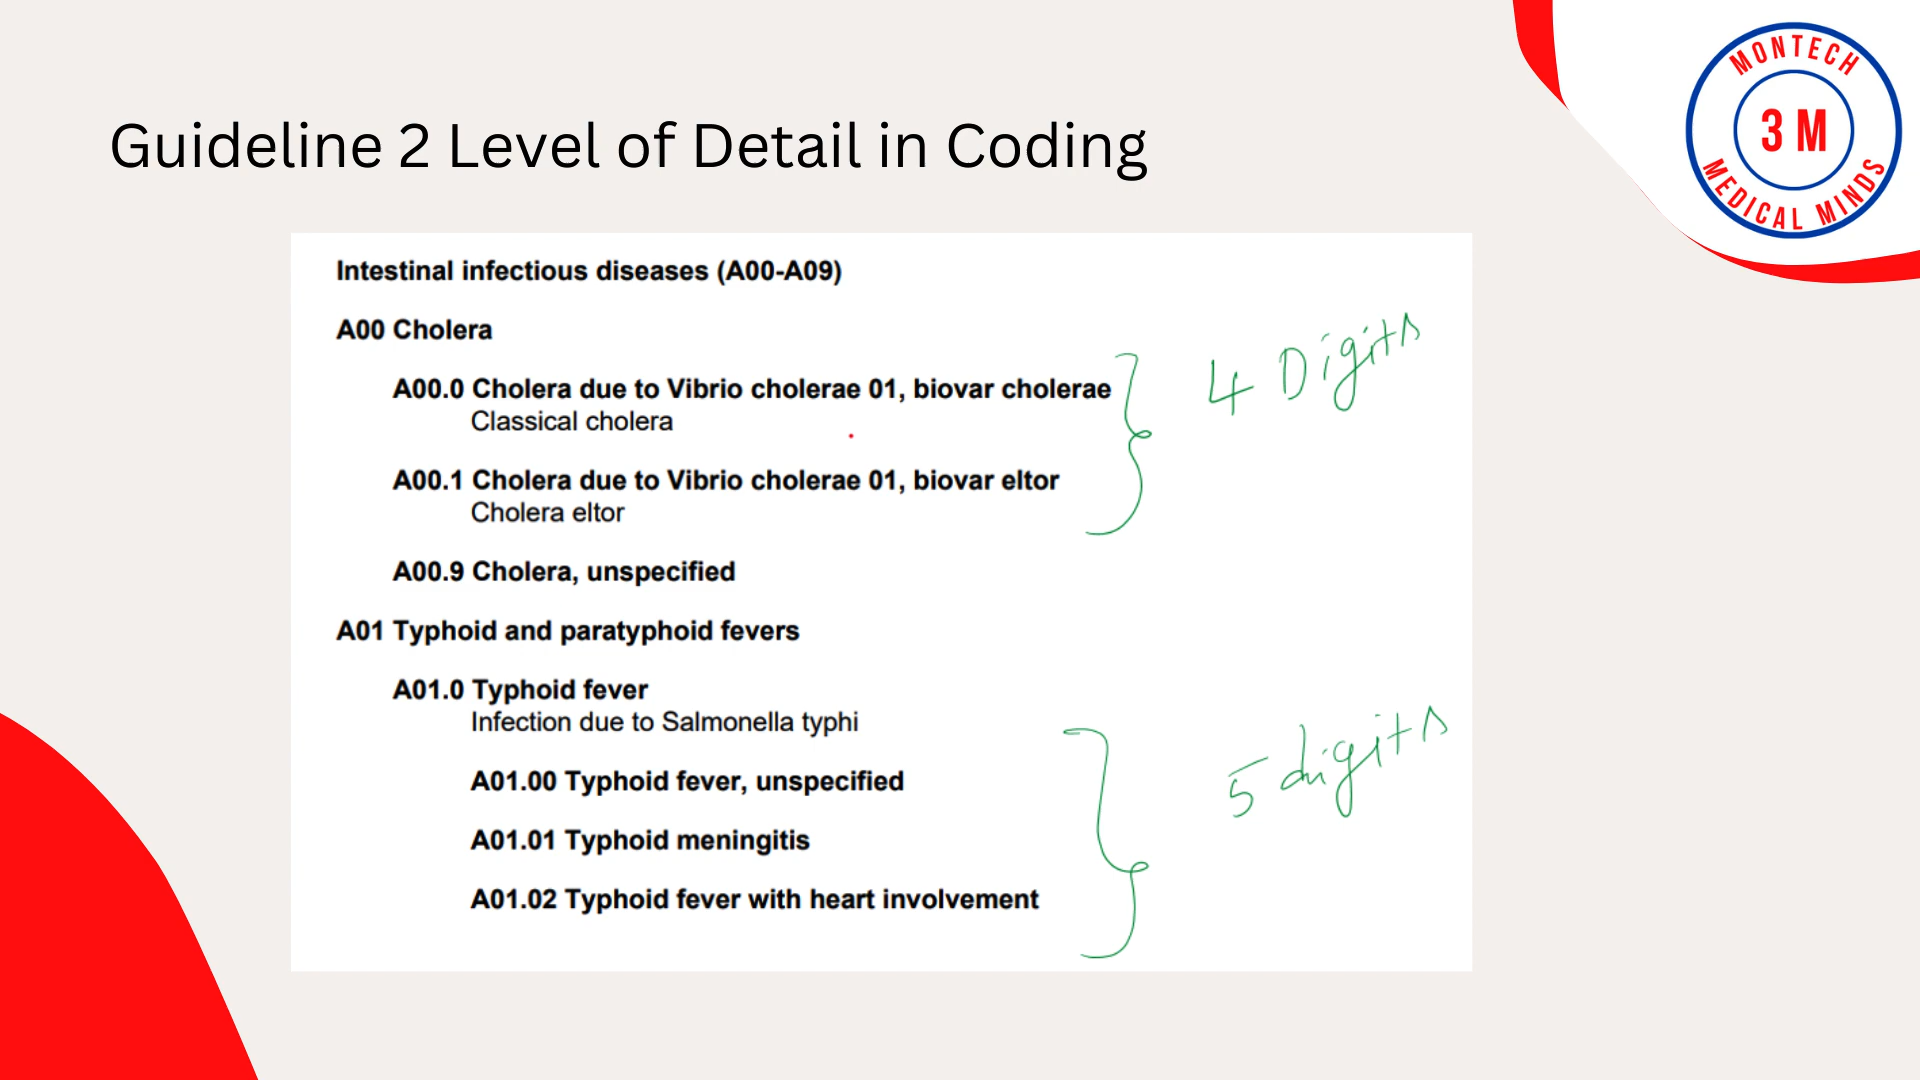 MONTECH
3 M
MEDICAL MINDS
Guideline 2 Level of Detail in Coding
Intestinal infectious diseases (A00-A09)
A00 Cholera
A00.0 Cholera due to Vibrio cholerae 01, biovar cholerae
Classical cholera
4 Digits
A00.1 Cholera due to Vibrio cholerae 01, biovar eltor
Cholera eltor
A00.9 Cholera, unspecified
A01 Typhoid and paratyphoid fevers
A01.0 Typhoid fever
Infection due to Salmonella typhi
A01.00 Typhoid fever, unspecified
5 digits
A01.01 Typhoid meningitis
A01.02 Typhoid fever with heart involvement